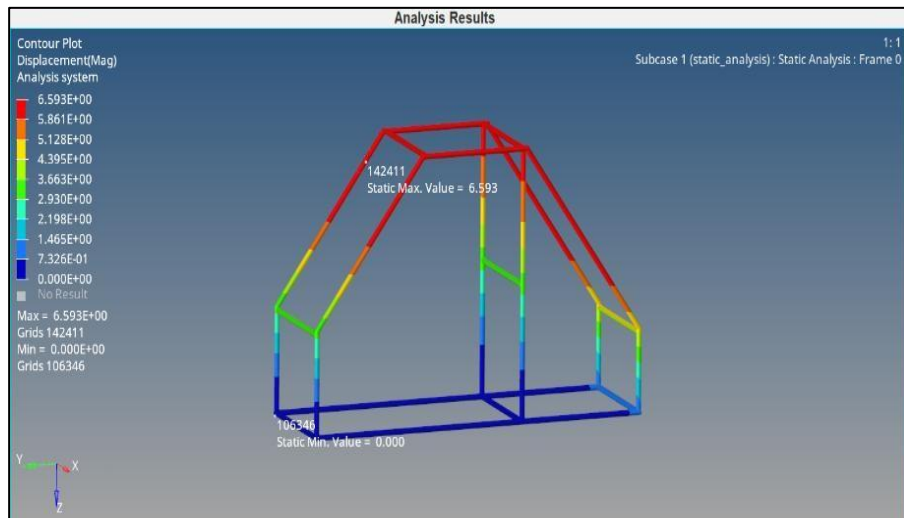 Analysis Results
Contour Plot
Displacement(Mag)
Analysis system
1: 1
Subcase 1 (static_analysis) : Static Analysis : Frame 0
6.593E+00
5.861E+00
5.128E+00
4.395E+00
3.663E+00
2.930E+00
2.198E+00
1.465E+00
7.326E-01
0.000E+00
No Result
Max = 6.593E+00
Grids 142411
Min = 0.000E+00
Grids 106346
142411
Static Max. Value = 6.593
106346
Static Min. Value = 0.000
Y
X
Z